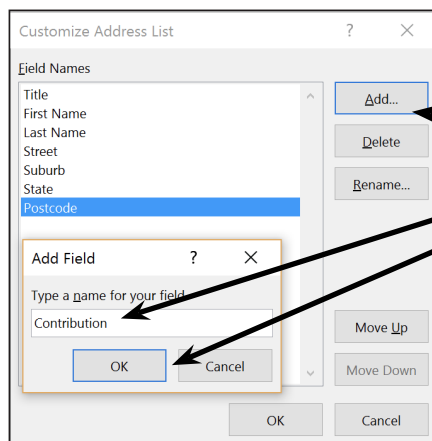 Customize Address List ? ×
Field Names
Title
First Name
Last Name
Street
Suburb
State
Postcode
Add...
Delete
Rename...
Add Field ? ×
Type a name for your field
Contribution
OK Cancel
Move Up
Move Down
OK Cancel